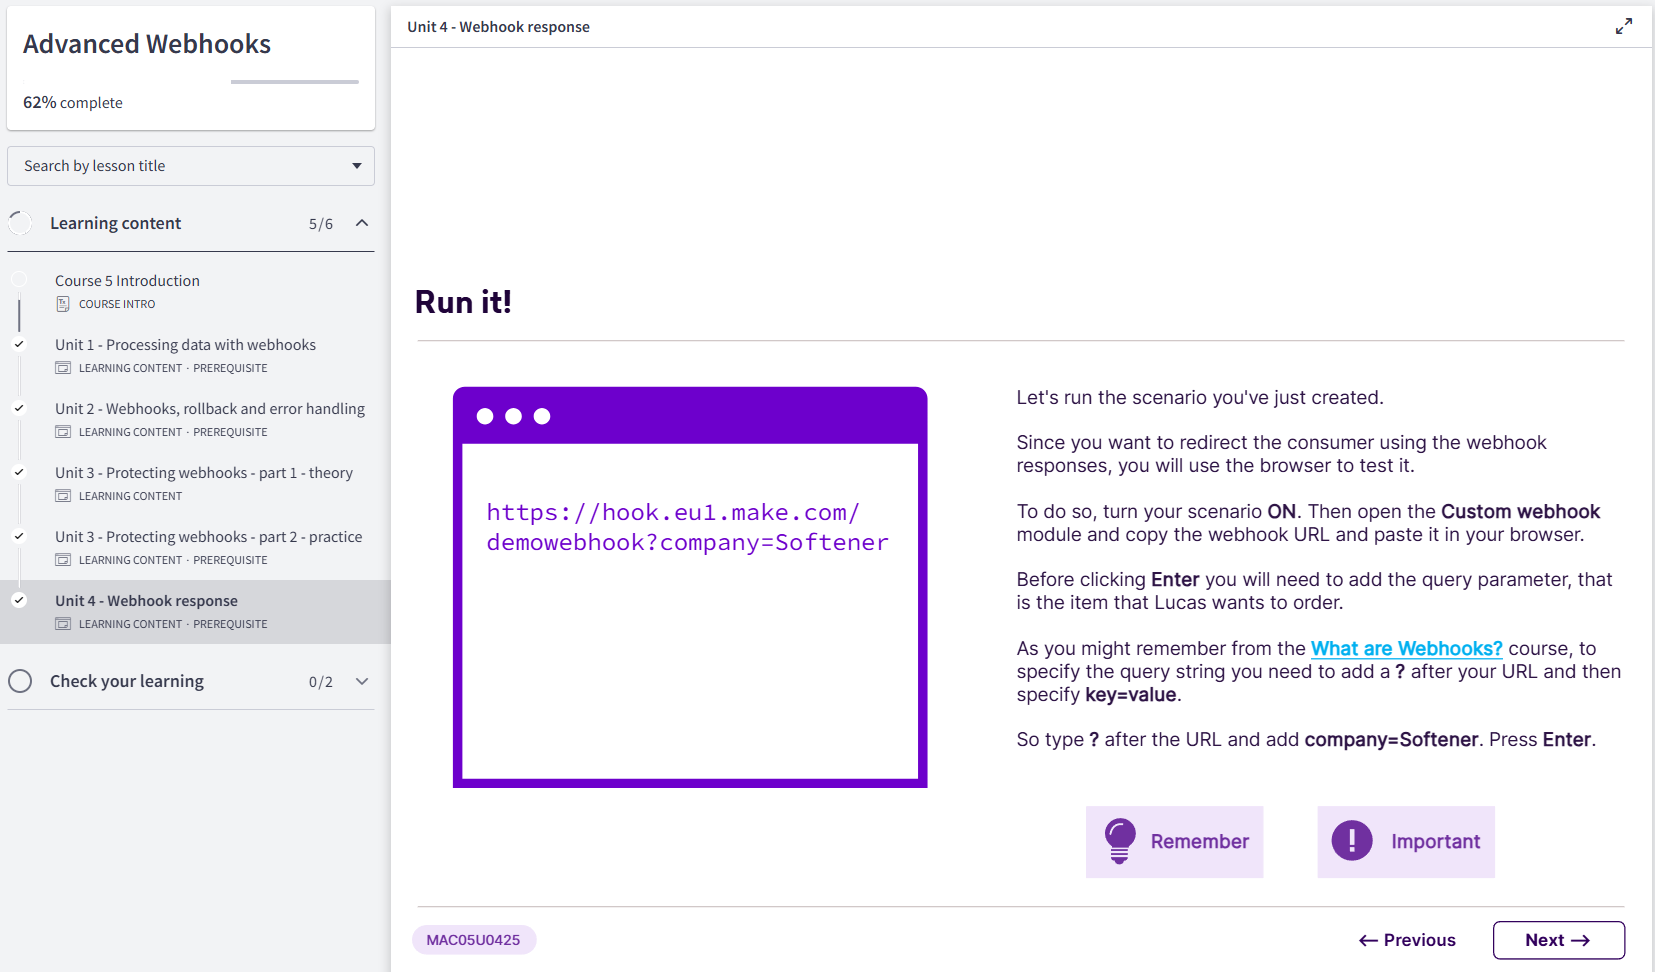 Advanced Webhooks
62% complete
Search by lesson title
Learning content 5/6
Course 5 Introduction
COURSE INTRO
Unit 1 - Processing data with webhooks
LEARNING CONTENT · PREREQUISITE
Unit 2 - Webhooks, rollback and error handling
LEARNING CONTENT · PREREQUISITE
Unit 3 - Protecting webhooks - part 1 - theory
LEARNING CONTENT
Unit 3 - Protecting webhooks - part 2 - practice
LEARNING CONTENT · PREREQUISITE
Unit 4 - Webhook response
LEARNING CONTENT · PREREQUISITE
Check your learning 0/2
Unit 4 - Webhook response
Run it!
https://hook.eu1.make.com/
demowebhook?company=Softener
Let's run the scenario you've just created.
Since you want to redirect the consumer using the webhook
responses, you will use the browser to test it.
To do so, turn your scenario ON. Then open the Custom webhook
module and copy the webhook URL and paste it in your browser.
Before clicking Enter you will need to add the query parameter, that
is the item that Lucas wants to order.
As you might remember from the What are Webhooks? course, to
specify the query string you need to add a ? after your URL and then
specify key=value.
So type ? after the URL and add company=Softener. Press Enter.
Remember
Important
MAC05U0425
← Previous
Next →